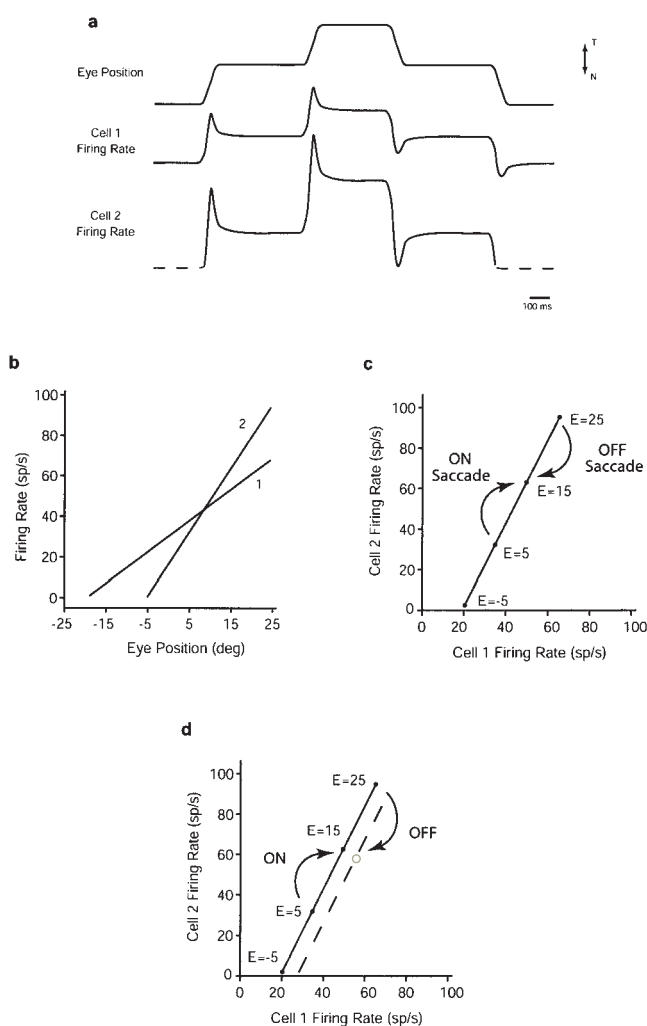 a
T
Eye Position
N
Cell 1
Firing Rate
Cell 2
Firing Rate
100 ms
b
100
80
60
40
20
0
Firing Rate (sp/s)
2
1
-25 -15 -5 5 15 25
Eye Position (deg)
c
100
80
60
40
20
0
Cell 2 Firing Rate (sp/s)
E=25
ON
Saccade
OFF
Saccade
E=15
E=5
E=-5
0 20 40 60 80 100
Cell 1 Firing Rate (sp/s)
d
100
80
60
40
20
0
Cell 2 Firing Rate (sp/s)
E=25
E=15
OFF
ON
E=5
E=-5
0 20 40 60 80 100
Cell 1 Firing Rate (sp/s)